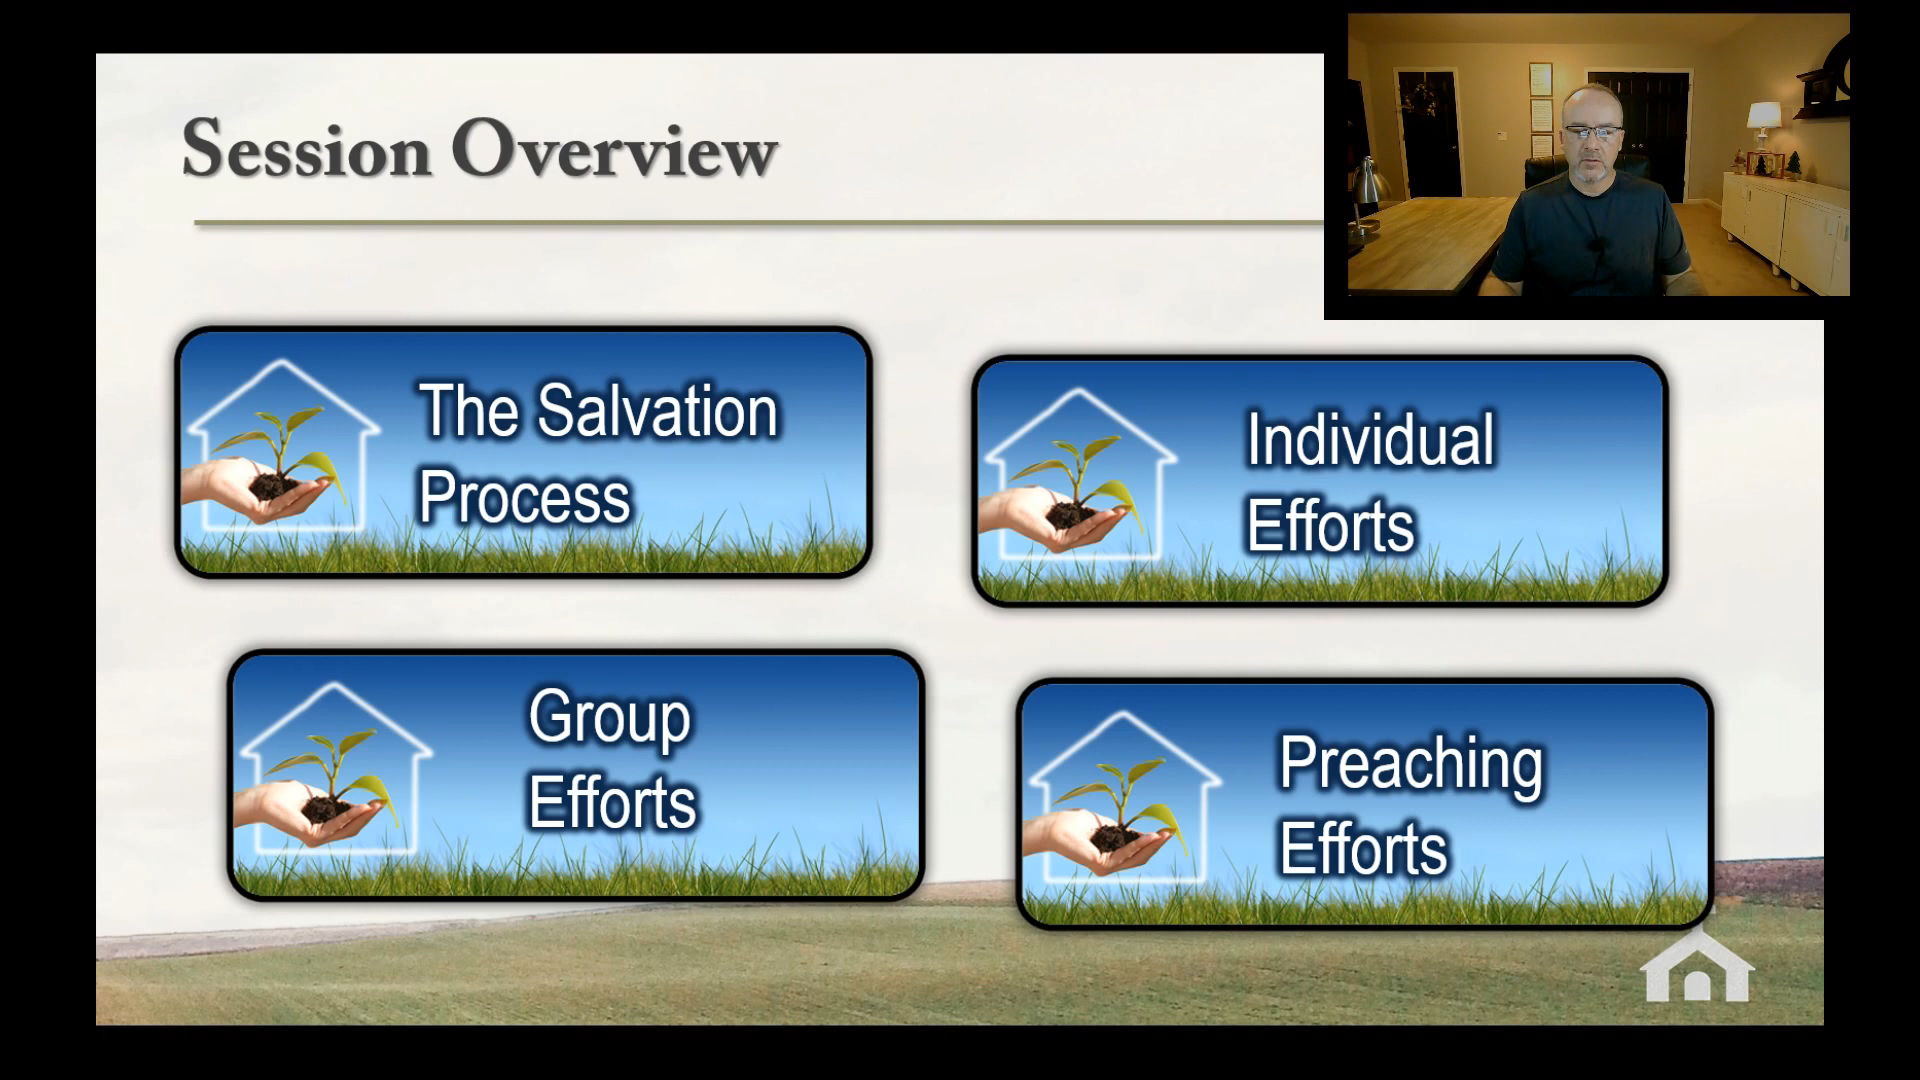 Session Overview
The Salvation
Process
Individual
Efforts
Group
Efforts
Preaching
Efforts